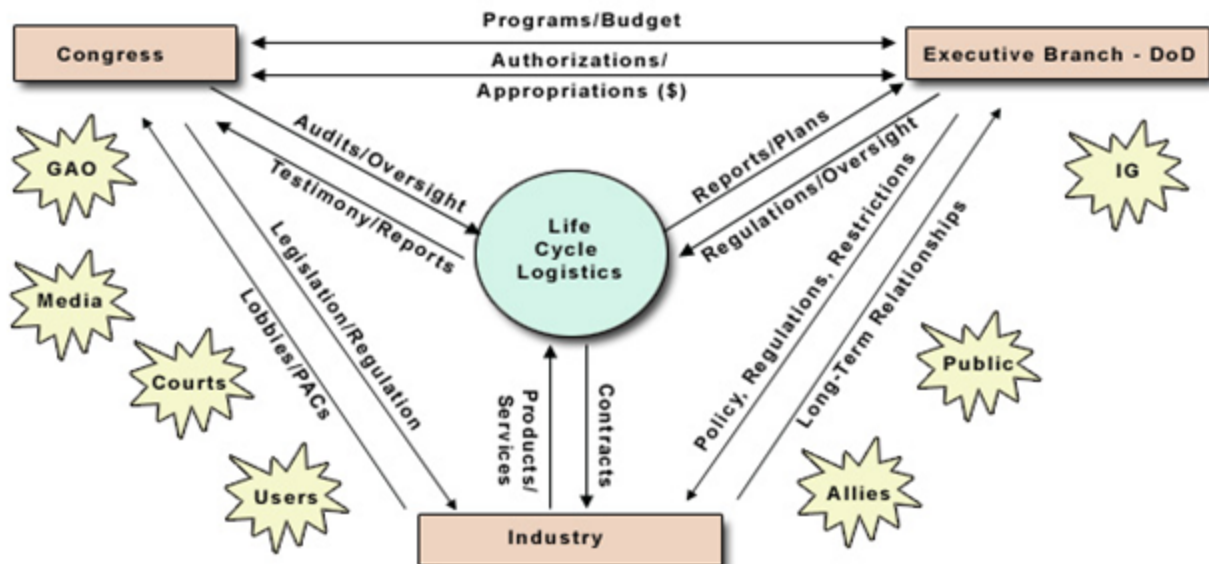 Programs/Budget
Congress
Executive Branch - DoD
Authorizations/
Appropriations ($)
Audits/Oversight
Testimony/Reports
Reports/Plans
Regulations/Oversight
GAO
IG
Life
Cycle
Logistics
Legislation/Regulation
Lobbies/PACs
Policy, Regulations, Restrictions
Long-Term Relationships
Media
Courts
Public
Products/
Services
Contracts
Users
Allies
Industry